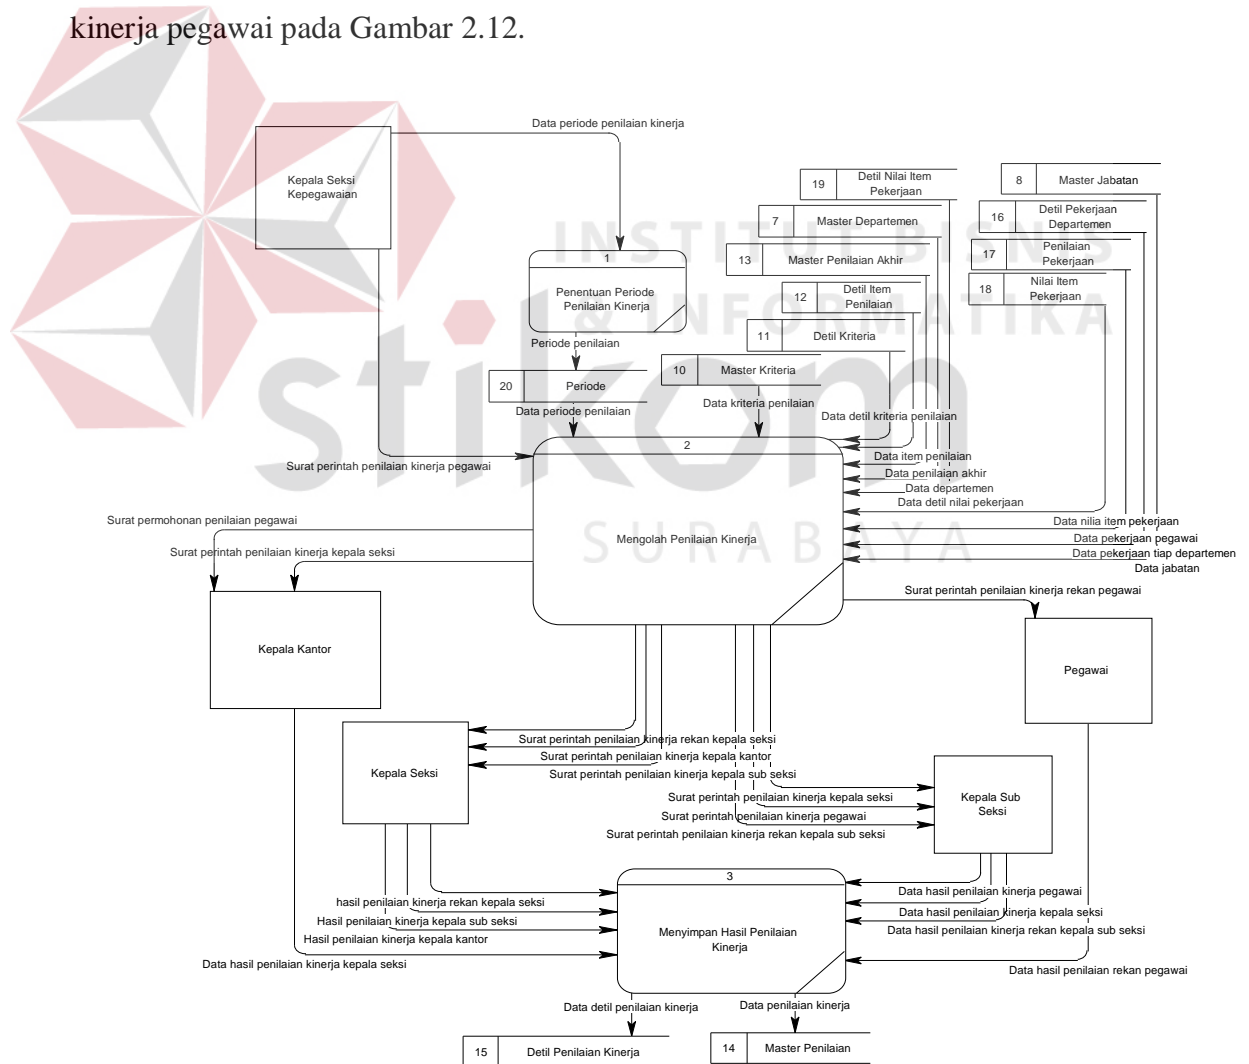 kinerja pegawai pada Gambar 2.12.
Data periode penilaian kinerja
Kepala Seksi
Kepegawaian
19
Detil Nilai Item
Pekerjaan
8
Master Jabatan
7
Master Departemen
16
Detil Pekerjaan
Departemen
13
Master Penilaian Akhir
17
Penilaian
Pekerjaan
12
Detil Item
Penilaian
18
Nilai Item
Pekerjaan
11
Detil Kriteria
INSTITUT BISNIS
& INFORMATIKA
stikom
SURABAYA
1
Penentuan Periode
Penilaian Kinerja
Periode penilaian
20
Periode
10
Master Kriteria
Data periode penilaian
Data kriteria penilaian
Data detil kriteria penilaian
Data item penilaian
Data penilaian akhir
Data departemen
Data detil nilai pekerjaan
Data nilia item pekerjaan
Data pekerjaan pegawai
Data pekerjaan tiap departemen
Data jabatan
Surat perintah penilaian kinerja pegawai
2
Mengolah Penilaian Kinerja
Surat permohonan penilaian pegawai
Surat perintah penilaian kinerja kepala seksi
Surat perintah penilaian kinerja rekan pegawai
Kepala Kantor
Pegawai
Kepala Seksi
Surat perintah penilaian kinerja rekan kepala seksi
Surat perintah penilaian kinerja kepala kantor
Surat perintah penilaian kinerja kepala sub seksi
Surat perintah penilaian kinerja kepala seksi
Surat perintah penilaian kinerja pegawai
Surat perintah penilaian kinerja rekan kepala sub seksi
Kepala Sub
Seksi
3
Menyimpan Hasil Penilaian
Kinerja
hasil penilaian kinerja rekan kepala seksi
Hasil penilaian kinerja kepala sub seksi
Hasil penilaian kinerja kepala kantor
Data hasil penilaian kinerja kepala seksi
Data hasil penilaian kinerja pegawai
Data hasil penilaian kinerja kepala seksi
Data hasil penilaian kinerja rekan kepala sub seksi
Data hasil penilaian rekan pegawai
Data detil penilaian kinerja
Data penilaian kinerja
15
Detil Penilaian Kinerja
14
Master Penilaian